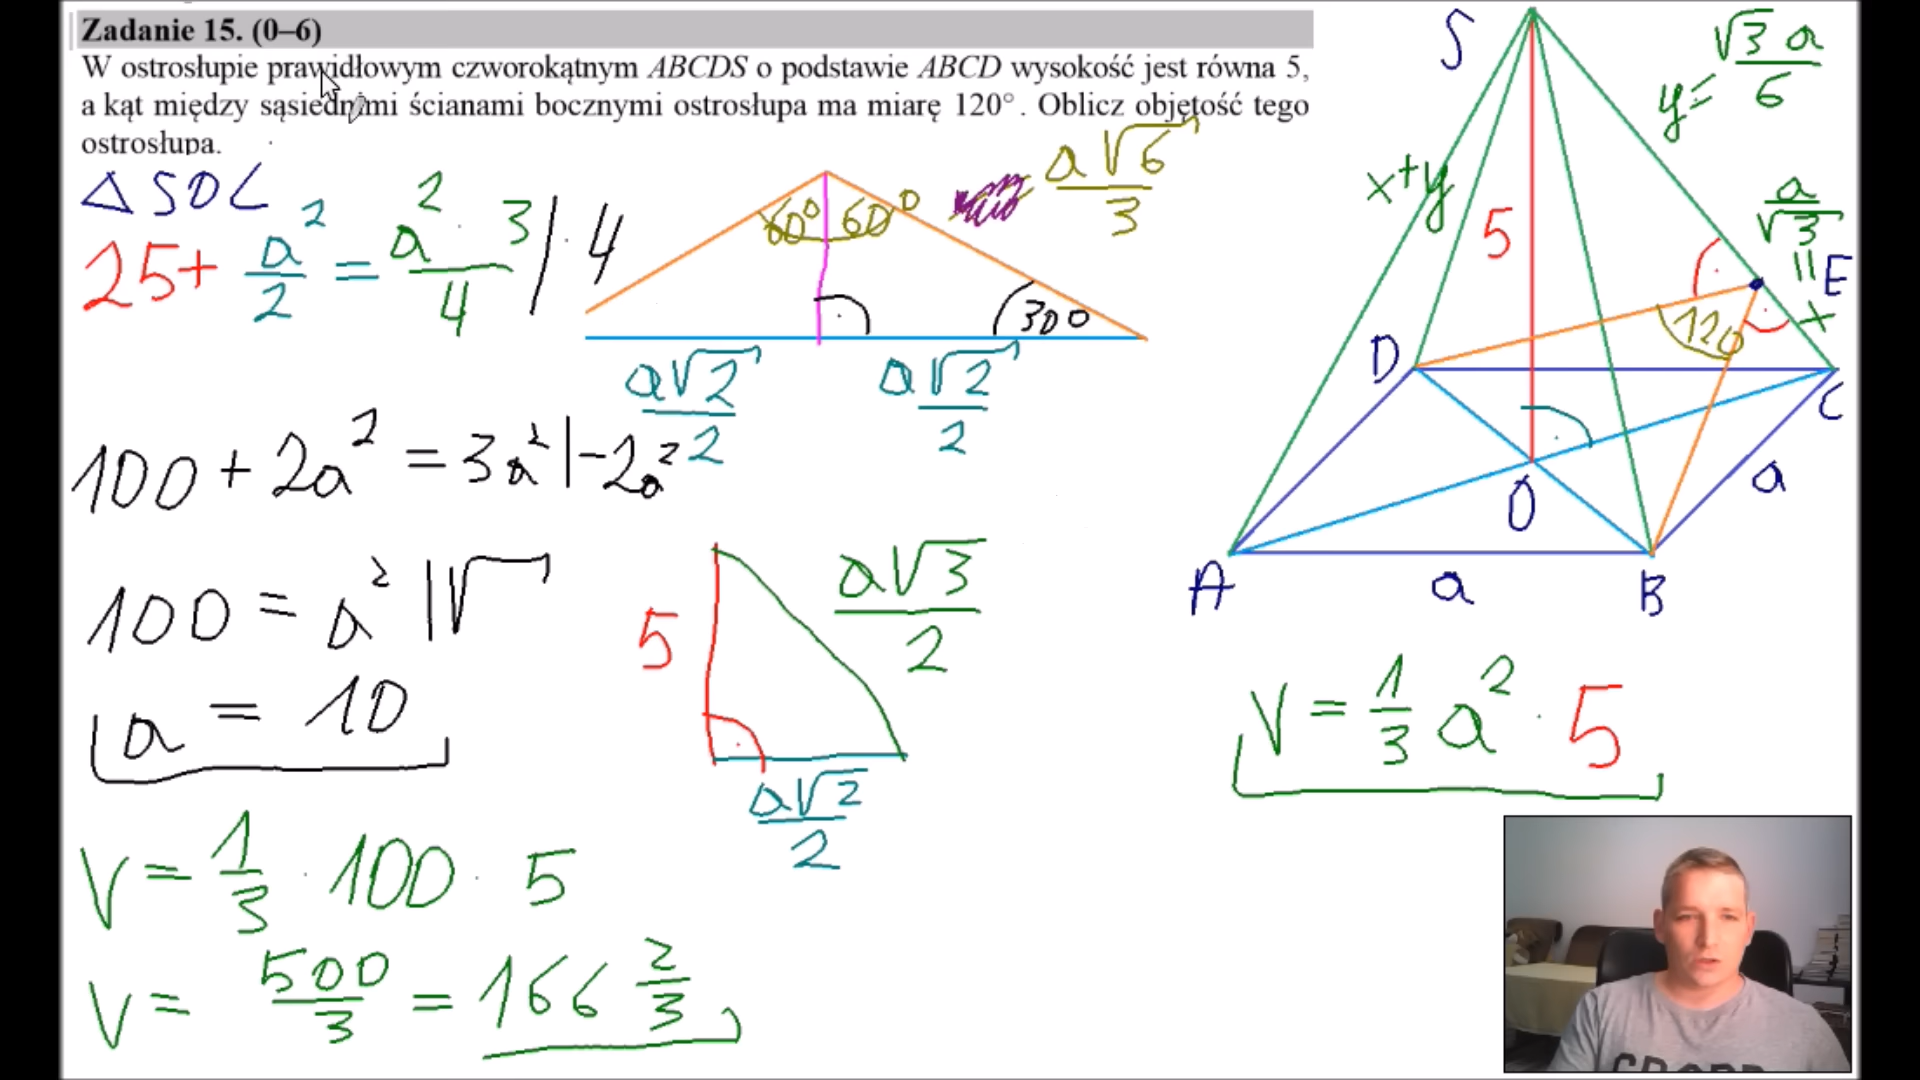 Zadanie 15. (0–6)
W ostrosłupie prawidłowym czworokątnym ABCDS o podstawie ABCD wysokość jest równa 5,
a kąt między sąsiednimi ścianami bocznymi ostrosłupa ma miarę 120°. Oblicz objętość tego
ostrosłupa.
△SOC
25 + a²/2 = a²·3/4 /·4
100 + 2a² = 3a² |-2a²
100 = a² |√
a = 10
V = 1/3 · 100 · 5
V = 500/3 = 166 2/3
60° 60°
a√6/3
30°
a√2/2
a√2/2
5
a√3/2
a√2/2
S
y = √3 a/6
x+y
5
a/√3
=
E
x
120
D
C
O
a
A
a
B
V = 1/3 a² · 5